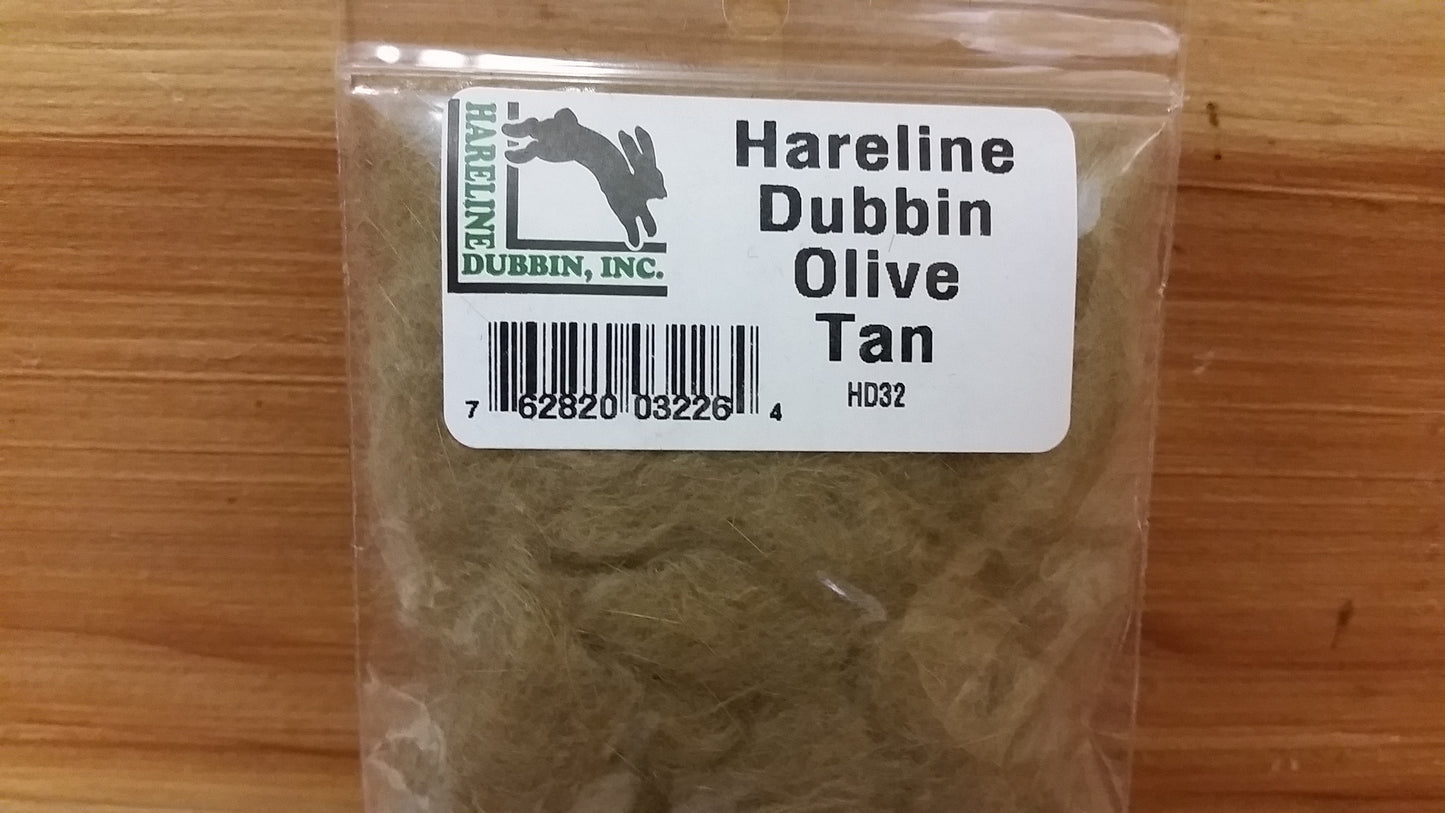 HARELINE
DUBBIN, INC.
Hareline
Dubbin
Olive
Tan
HD32
7 62820 03226 4